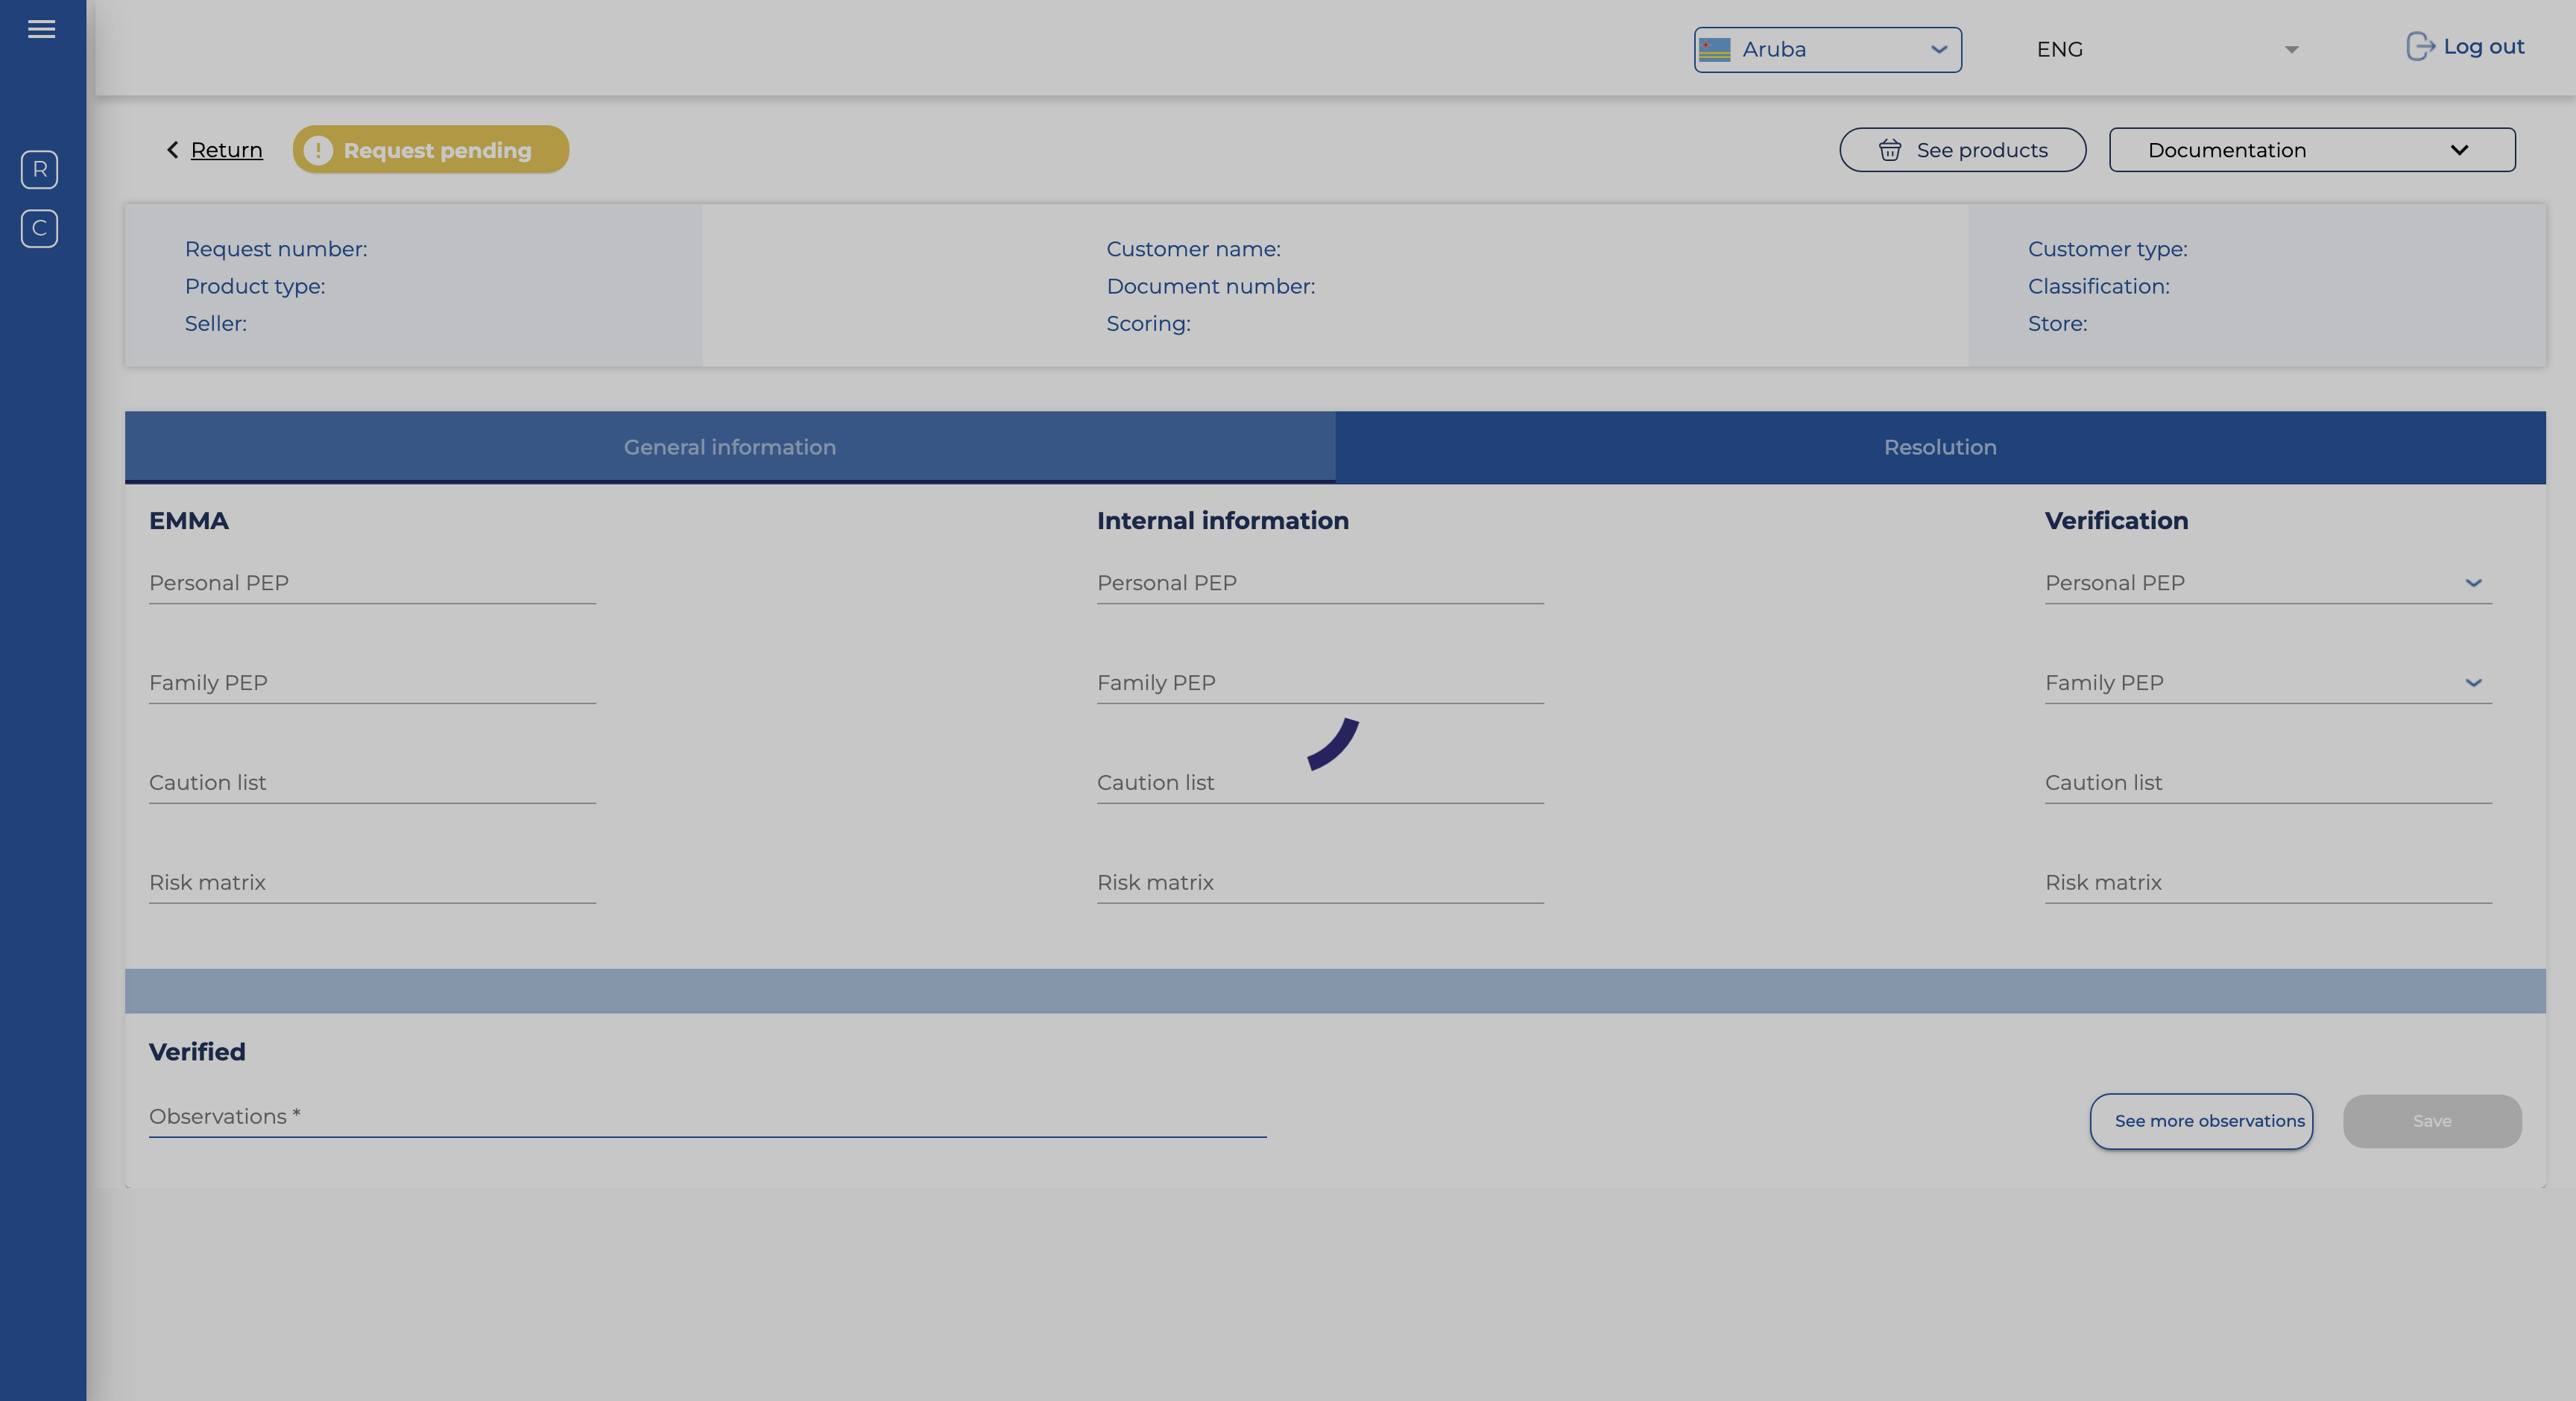 Aruba
ENG
Log out
R
C
Return
Request pending
See products
Documentation
Request number:
Product type:
Seller:
Customer name:
Document number:
Scoring:
Customer type:
Classification:
Store:
General information
Resolution
EMMA
Personal PEP
Family PEP
Caution list
Risk matrix
Internal information
Personal PEP
Family PEP
Caution list
Risk matrix
Verification
Personal PEP
Family PEP
Caution list
Risk matrix
Verified
Observations *
See more observations
Save